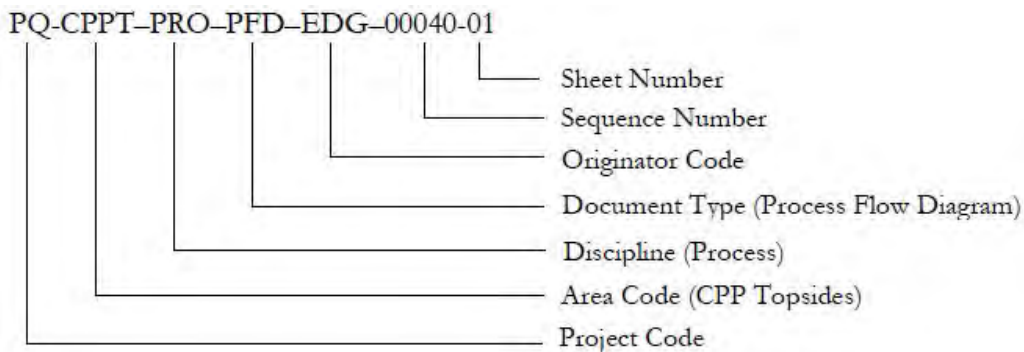 PQ-CPPT–PRO–PFD–EDG–00040-01
Sheet Number
Sequence Number
Originator Code
Document Type (Process Flow Diagram)
Discipline (Process)
Area Code (CPP Topsides)
Project Code